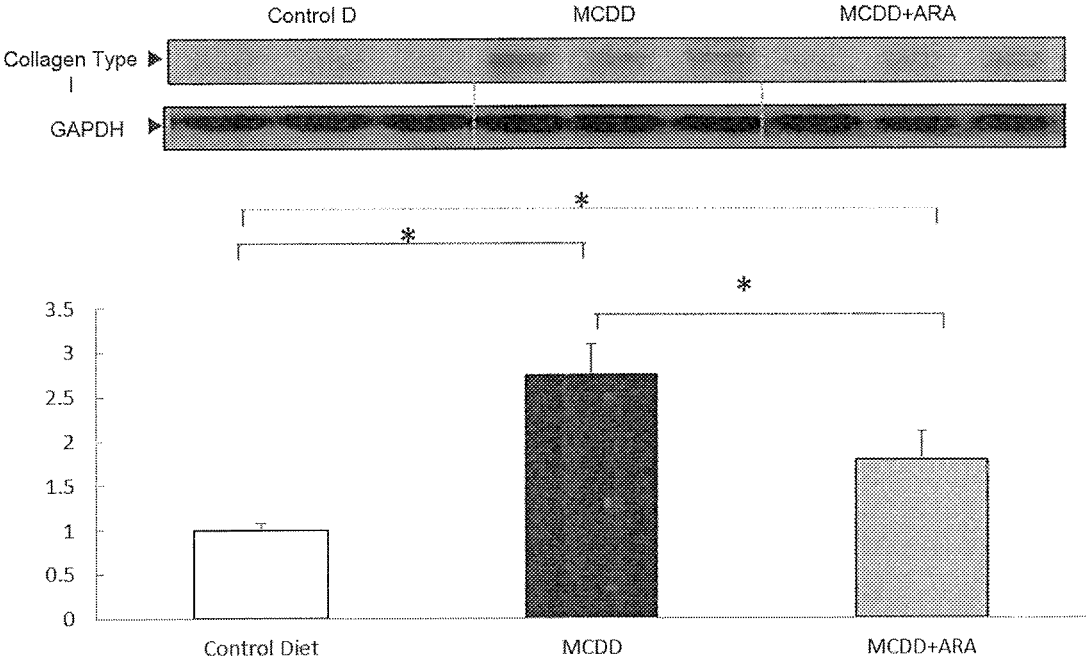 Control D
MCDD
MCDD+ARA
Collagen Type
I
GAPDH
*
*
*
3.5
3
2.5
2
1.5
1
0.5
0
Control Diet
MCDD
MCDD+ARA